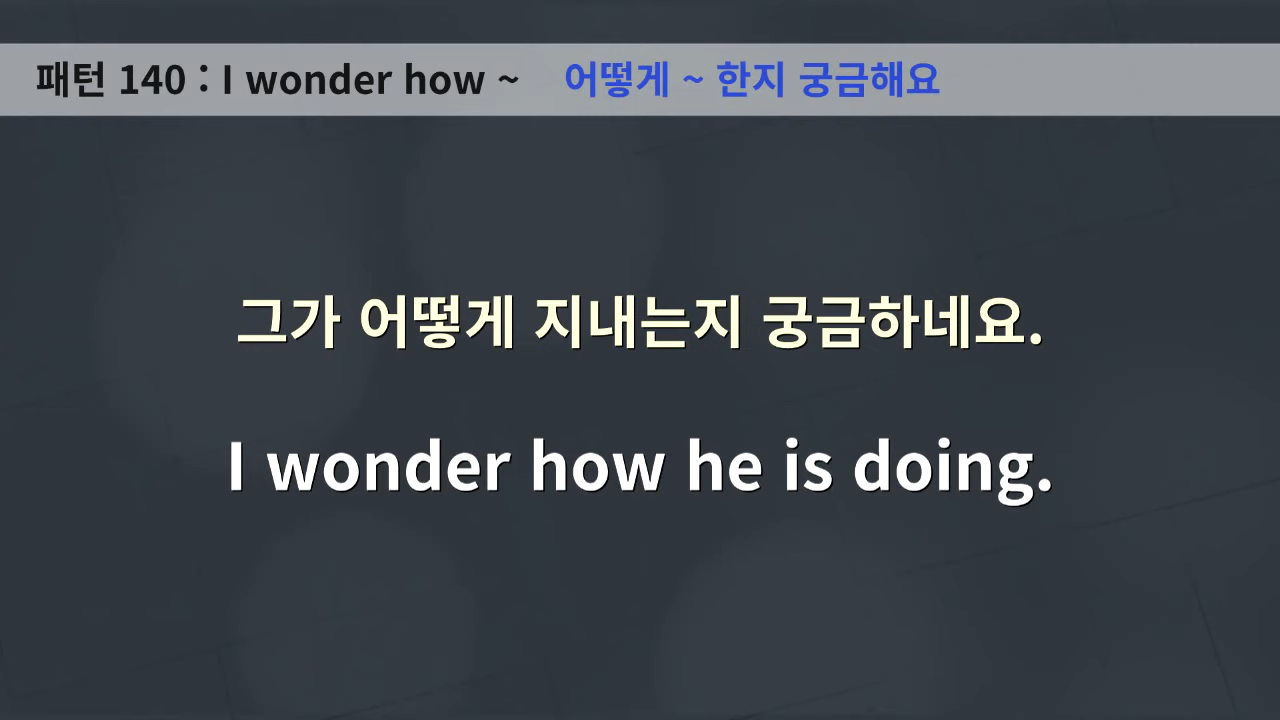 패턴 140 : I wonder how ~ 어떻게 ~ 한지 궁금해요
그가 어떻게 지내는지 궁금하네요.
I wonder how he is doing.